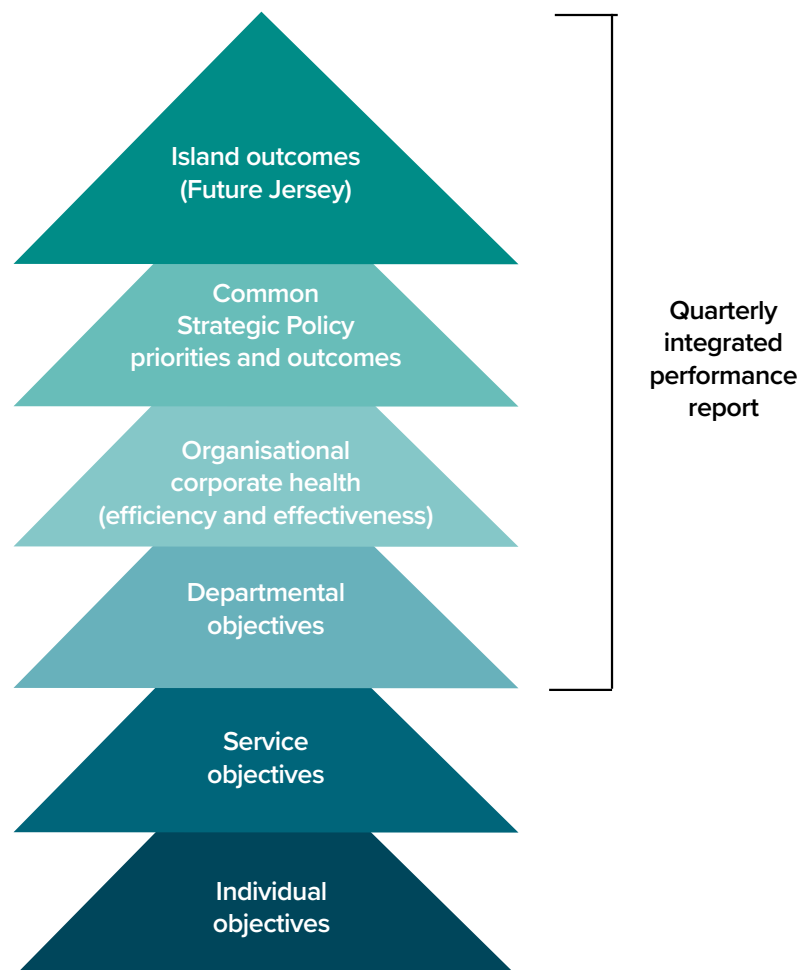 Island outcomes
(Future Jersey)
Common
Strategic Policy
priorities and outcomes
Organisational
corporate health
(efficiency and effectiveness)
Departmental
objectives
Service
objectives
Individual
objectives
Quarterly
integrated
performance
report